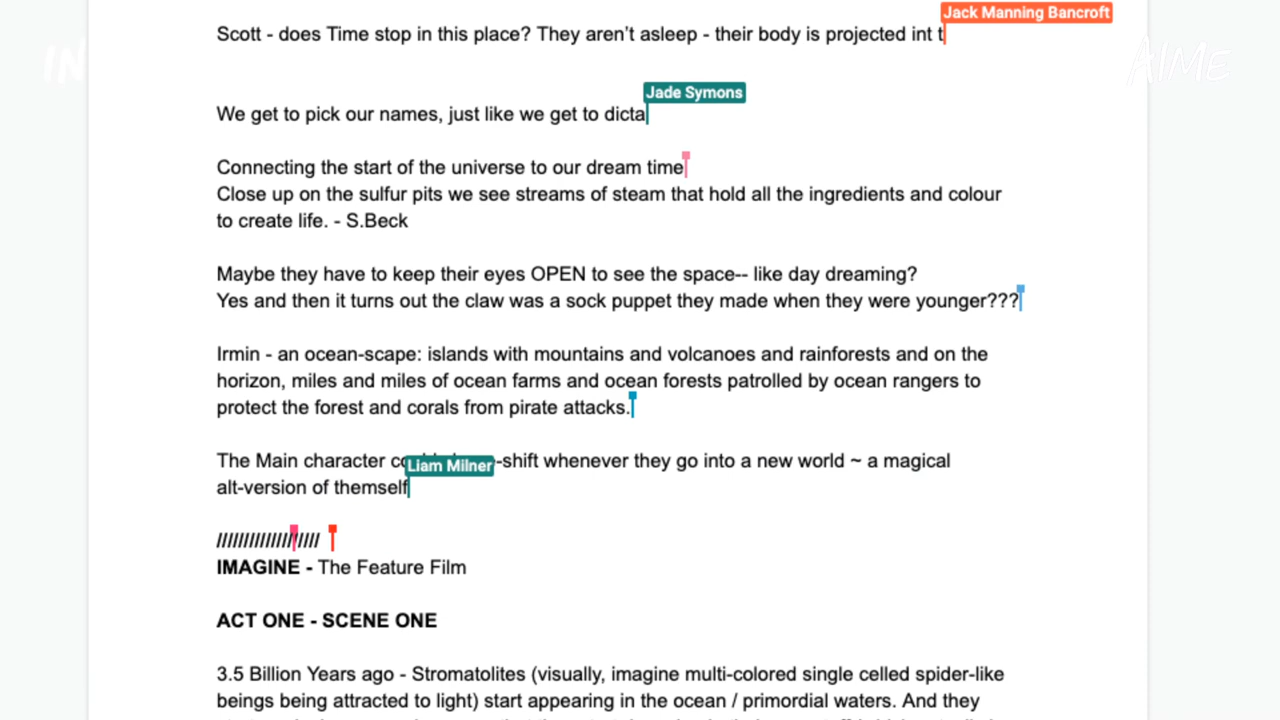 Jack Manning Bancroft
Scott - does Time stop in this place? They aren't asleep - their body is projected int t
IN
AIME
Jade Symons
We get to pick our names, just like we get to dicta
Connecting the start of the universe to our dream time
Close up on the sulfur pits we see streams of steam that hold all the ingredients and colour
to create life. - S.Beck
Maybe they have to keep their eyes OPEN to see the space-- like day dreaming?
Yes and then it turns out the claw was a sock puppet they made when they were younger???
Irmin - an ocean-scape: islands with mountains and volcanoes and rainforests and on the
horizon, miles and miles of ocean farms and ocean forests patrolled by ocean rangers to
protect the forest and corals from pirate attacks.
The Main character -shift whenever they go into a new world ~ a magical
Liam Milner
alt-version of themself
///////////////////
IMAGINE - The Feature Film
ACT ONE - SCENE ONE
3.5 Billion Years ago - Stromatolites (visually, imagine multi-colored single celled spider-like
beings being attracted to light) start appearing in the ocean / primordial waters. And they